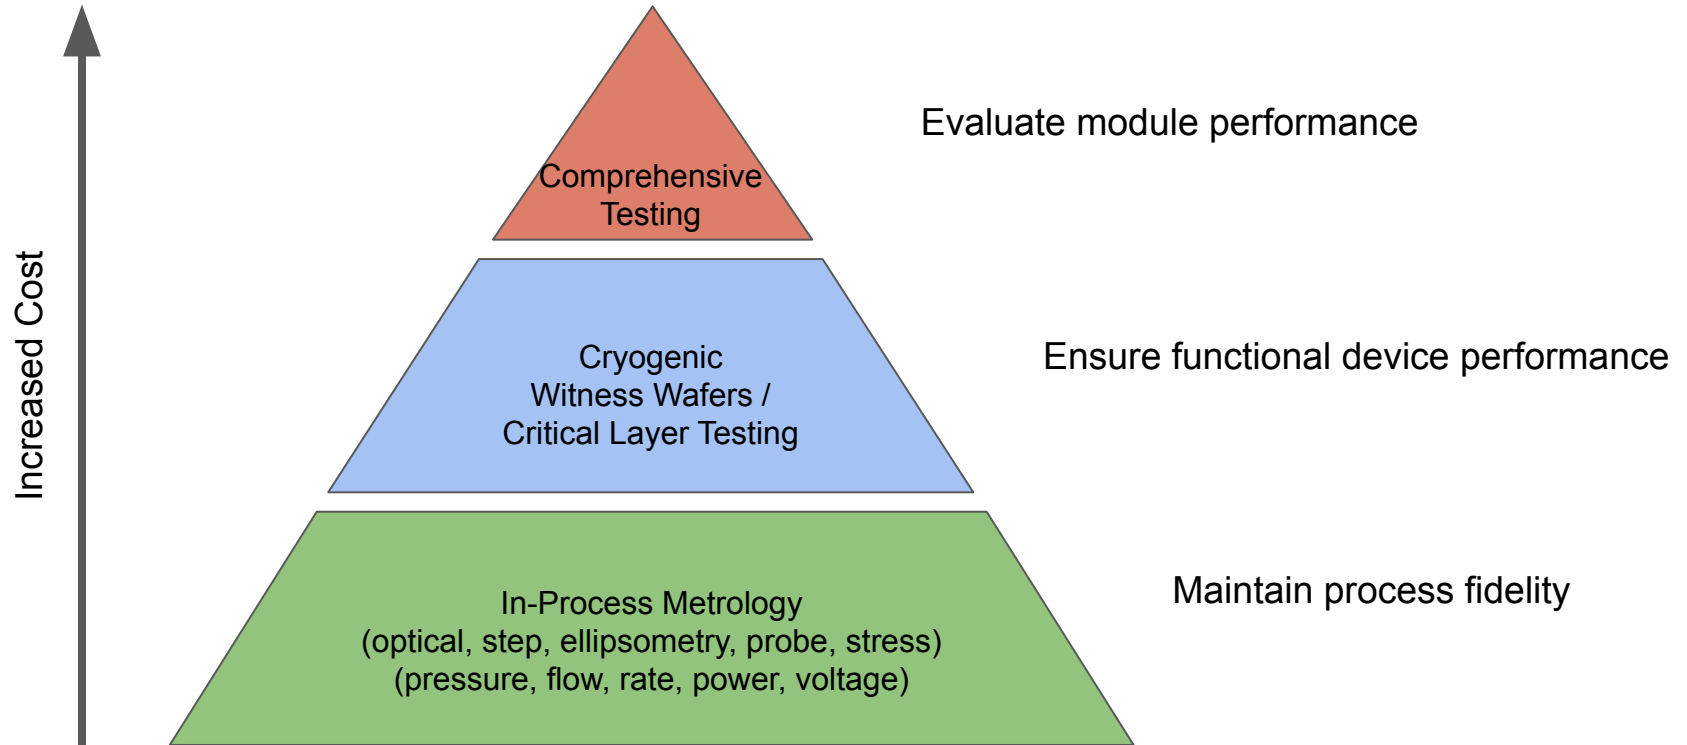 Evaluate module performance
Comprehensive
Testing
Increased Cost
Cryogenic
Witness Wafers /
Critical Layer Testing
Ensure functional device performance
In-Process Metrology
(optical, step, ellipsometry, probe, stress)
(pressure, flow, rate, power, voltage)
Maintain process fidelity